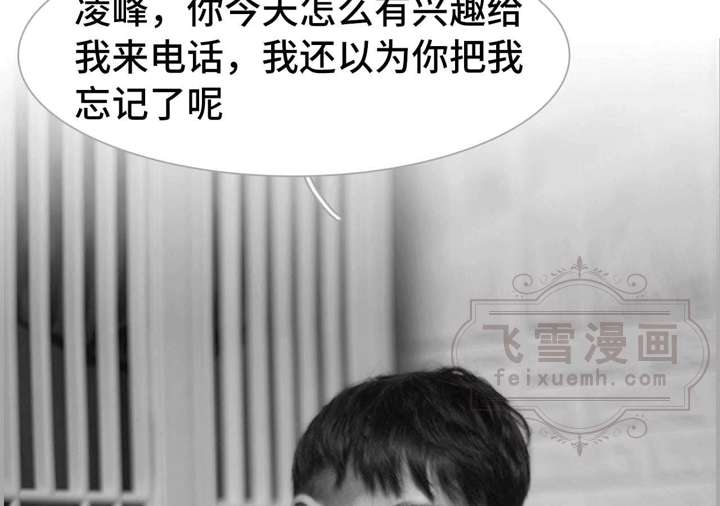 凌峰，你今天怎么有兴趣给
我来电话，我还以为你把我
忘记了呢
飞雪漫画
feixuemh.com